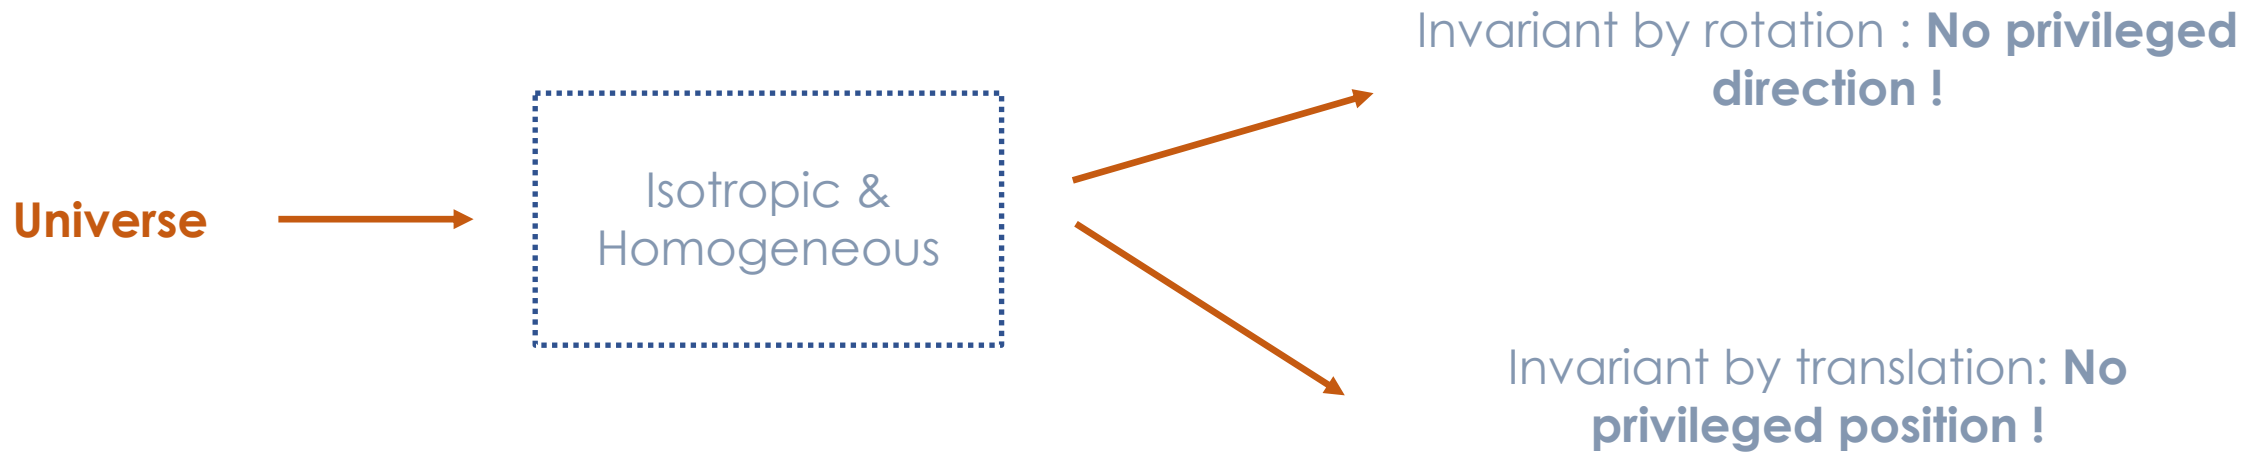 Universe
Isotropic &
Homogeneous
Invariant by rotation : No privileged
direction !
Invariant by translation: No
privileged position !